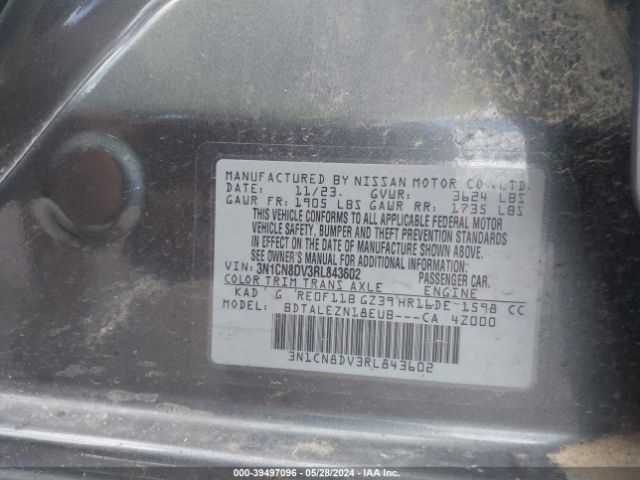 MANUFACTURED BY NISSAN MOTOR CO.,LTD.
DATE: 11/23. GVWR: 3624 LBS
GAWR FR: 1905 LBS GAWR RR: 1735 LBS
THIS VEHICLE CONFORMS TO ALL APPLICABLE FEDERAL MOTOR
VEHICLE SAFETY, BUMPER, AND THEFT PREVENTION STANDARDS
IN EFFECT ON THE DATE OF MANUFACTURE SHOWN ABOVE.
SEE OWNER'S MANUAL FOR ADDITIONAL INFORMATION.
VIN: 3N1CN8DV3RL843602 PASSENGER CAR.
COLOR TRIM TRANS AXLE ENGINE
KAD G RE0F11B GZ39 HR16DE 1598 CC
MODEL: BDTALEZN18EUB---CA 4Z000
3N1CN8DV3RL843602
000-39497096 - 05/28/2024 - IAA Inc.